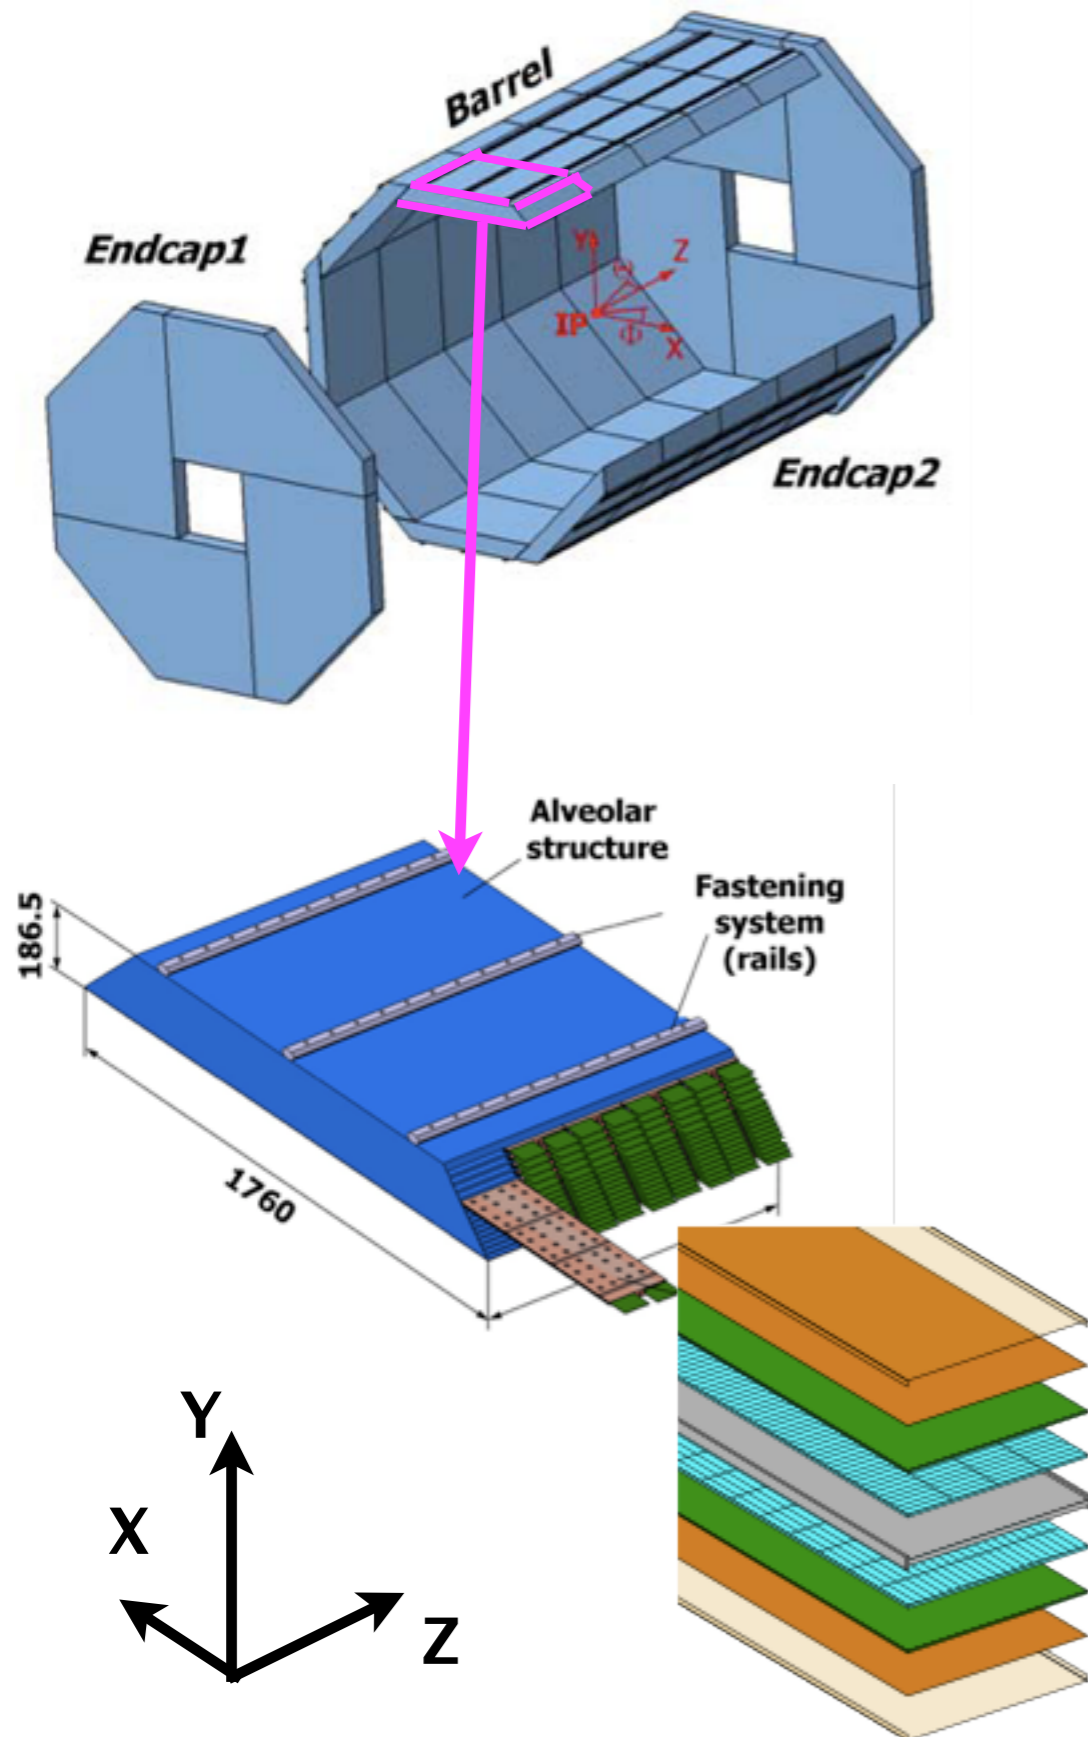 Barrel
Endcap1
Y
Z
Θ
IP
Φ
X
Endcap2
Alveolar
structure
Fastening
system
(rails)
186.5
1760
Y
X
Z